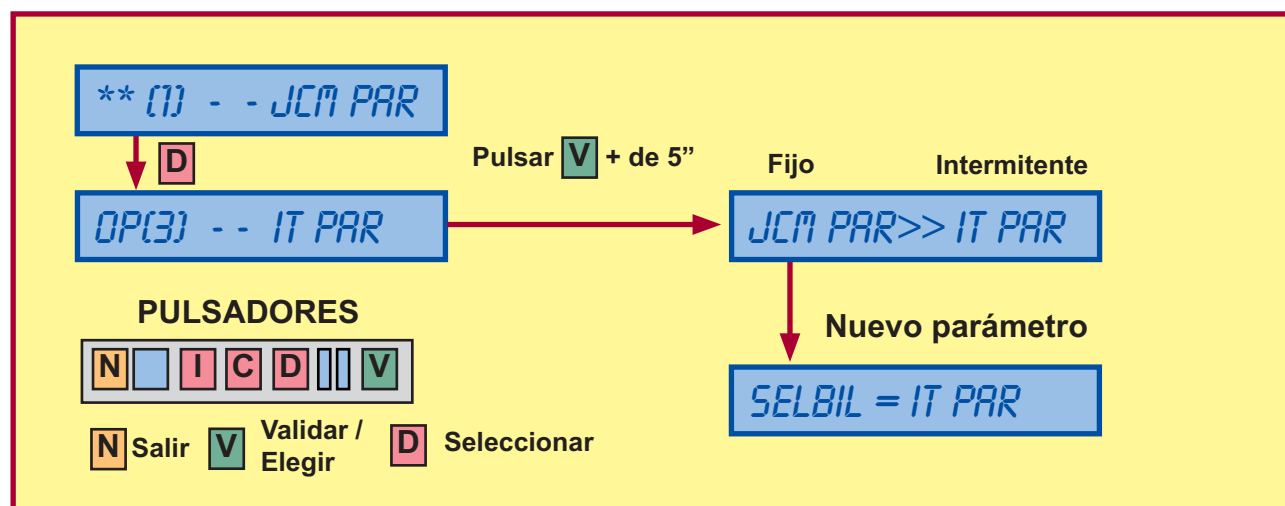 ** (1) - - JCM PAR
D
Pulsar V + de 5”
Fijo
Intermitente
OP(3) - - IT PAR
JCM PAR>> IT PAR
PULSADORES
Nuevo parámetro
N I C D V
SELBIL = IT PAR
N Salir
V Validar / Elegir
D Seleccionar